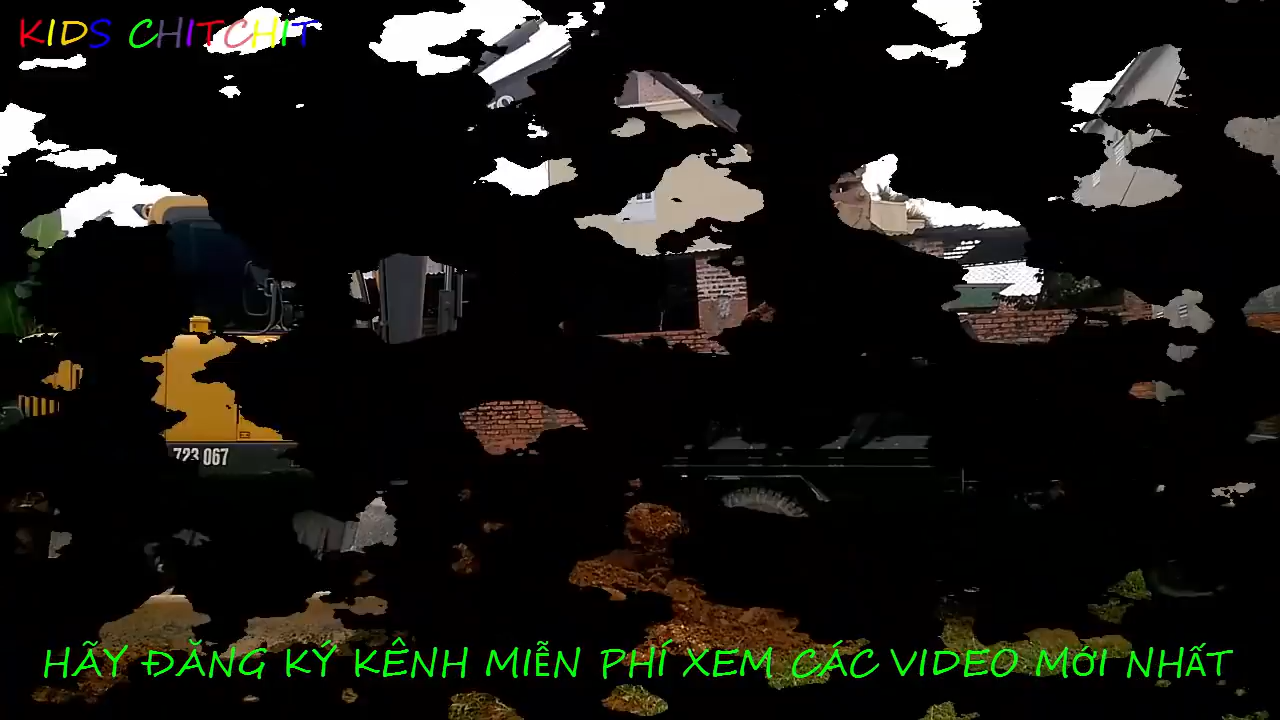 KIDS CHITCHIT
723 067
HÃY ĐĂNG KÝ KÊNH MIỄN PHÍ XEM CÁC VIDEO MỚI NHẤT